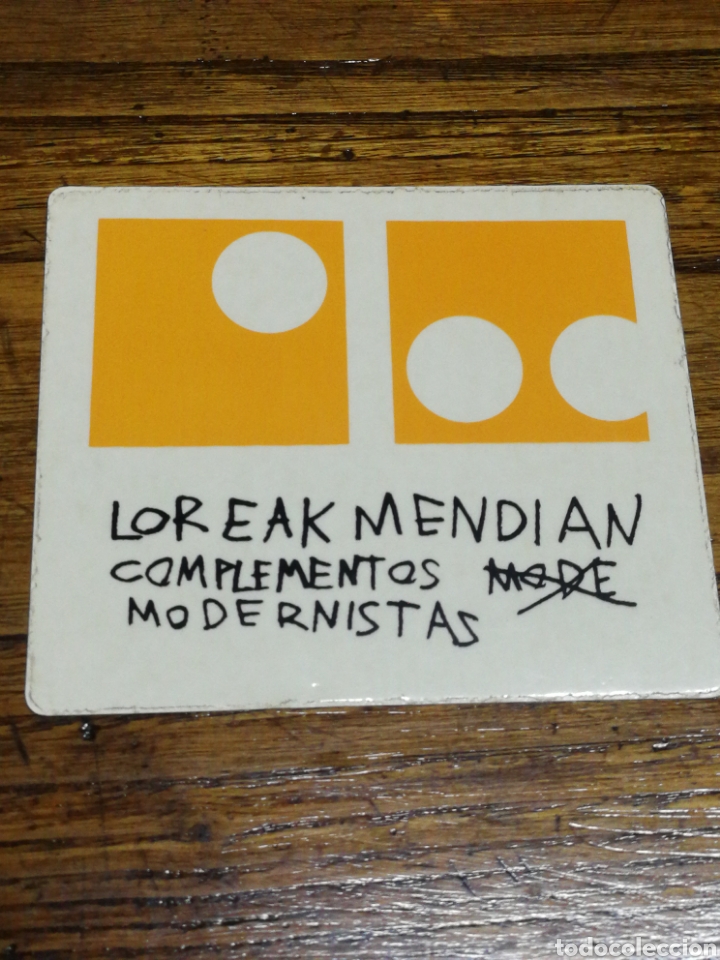 LOREAK MENDIAN
COMPLEMENTOS MODE
MODERNISTAS
todocoleccion